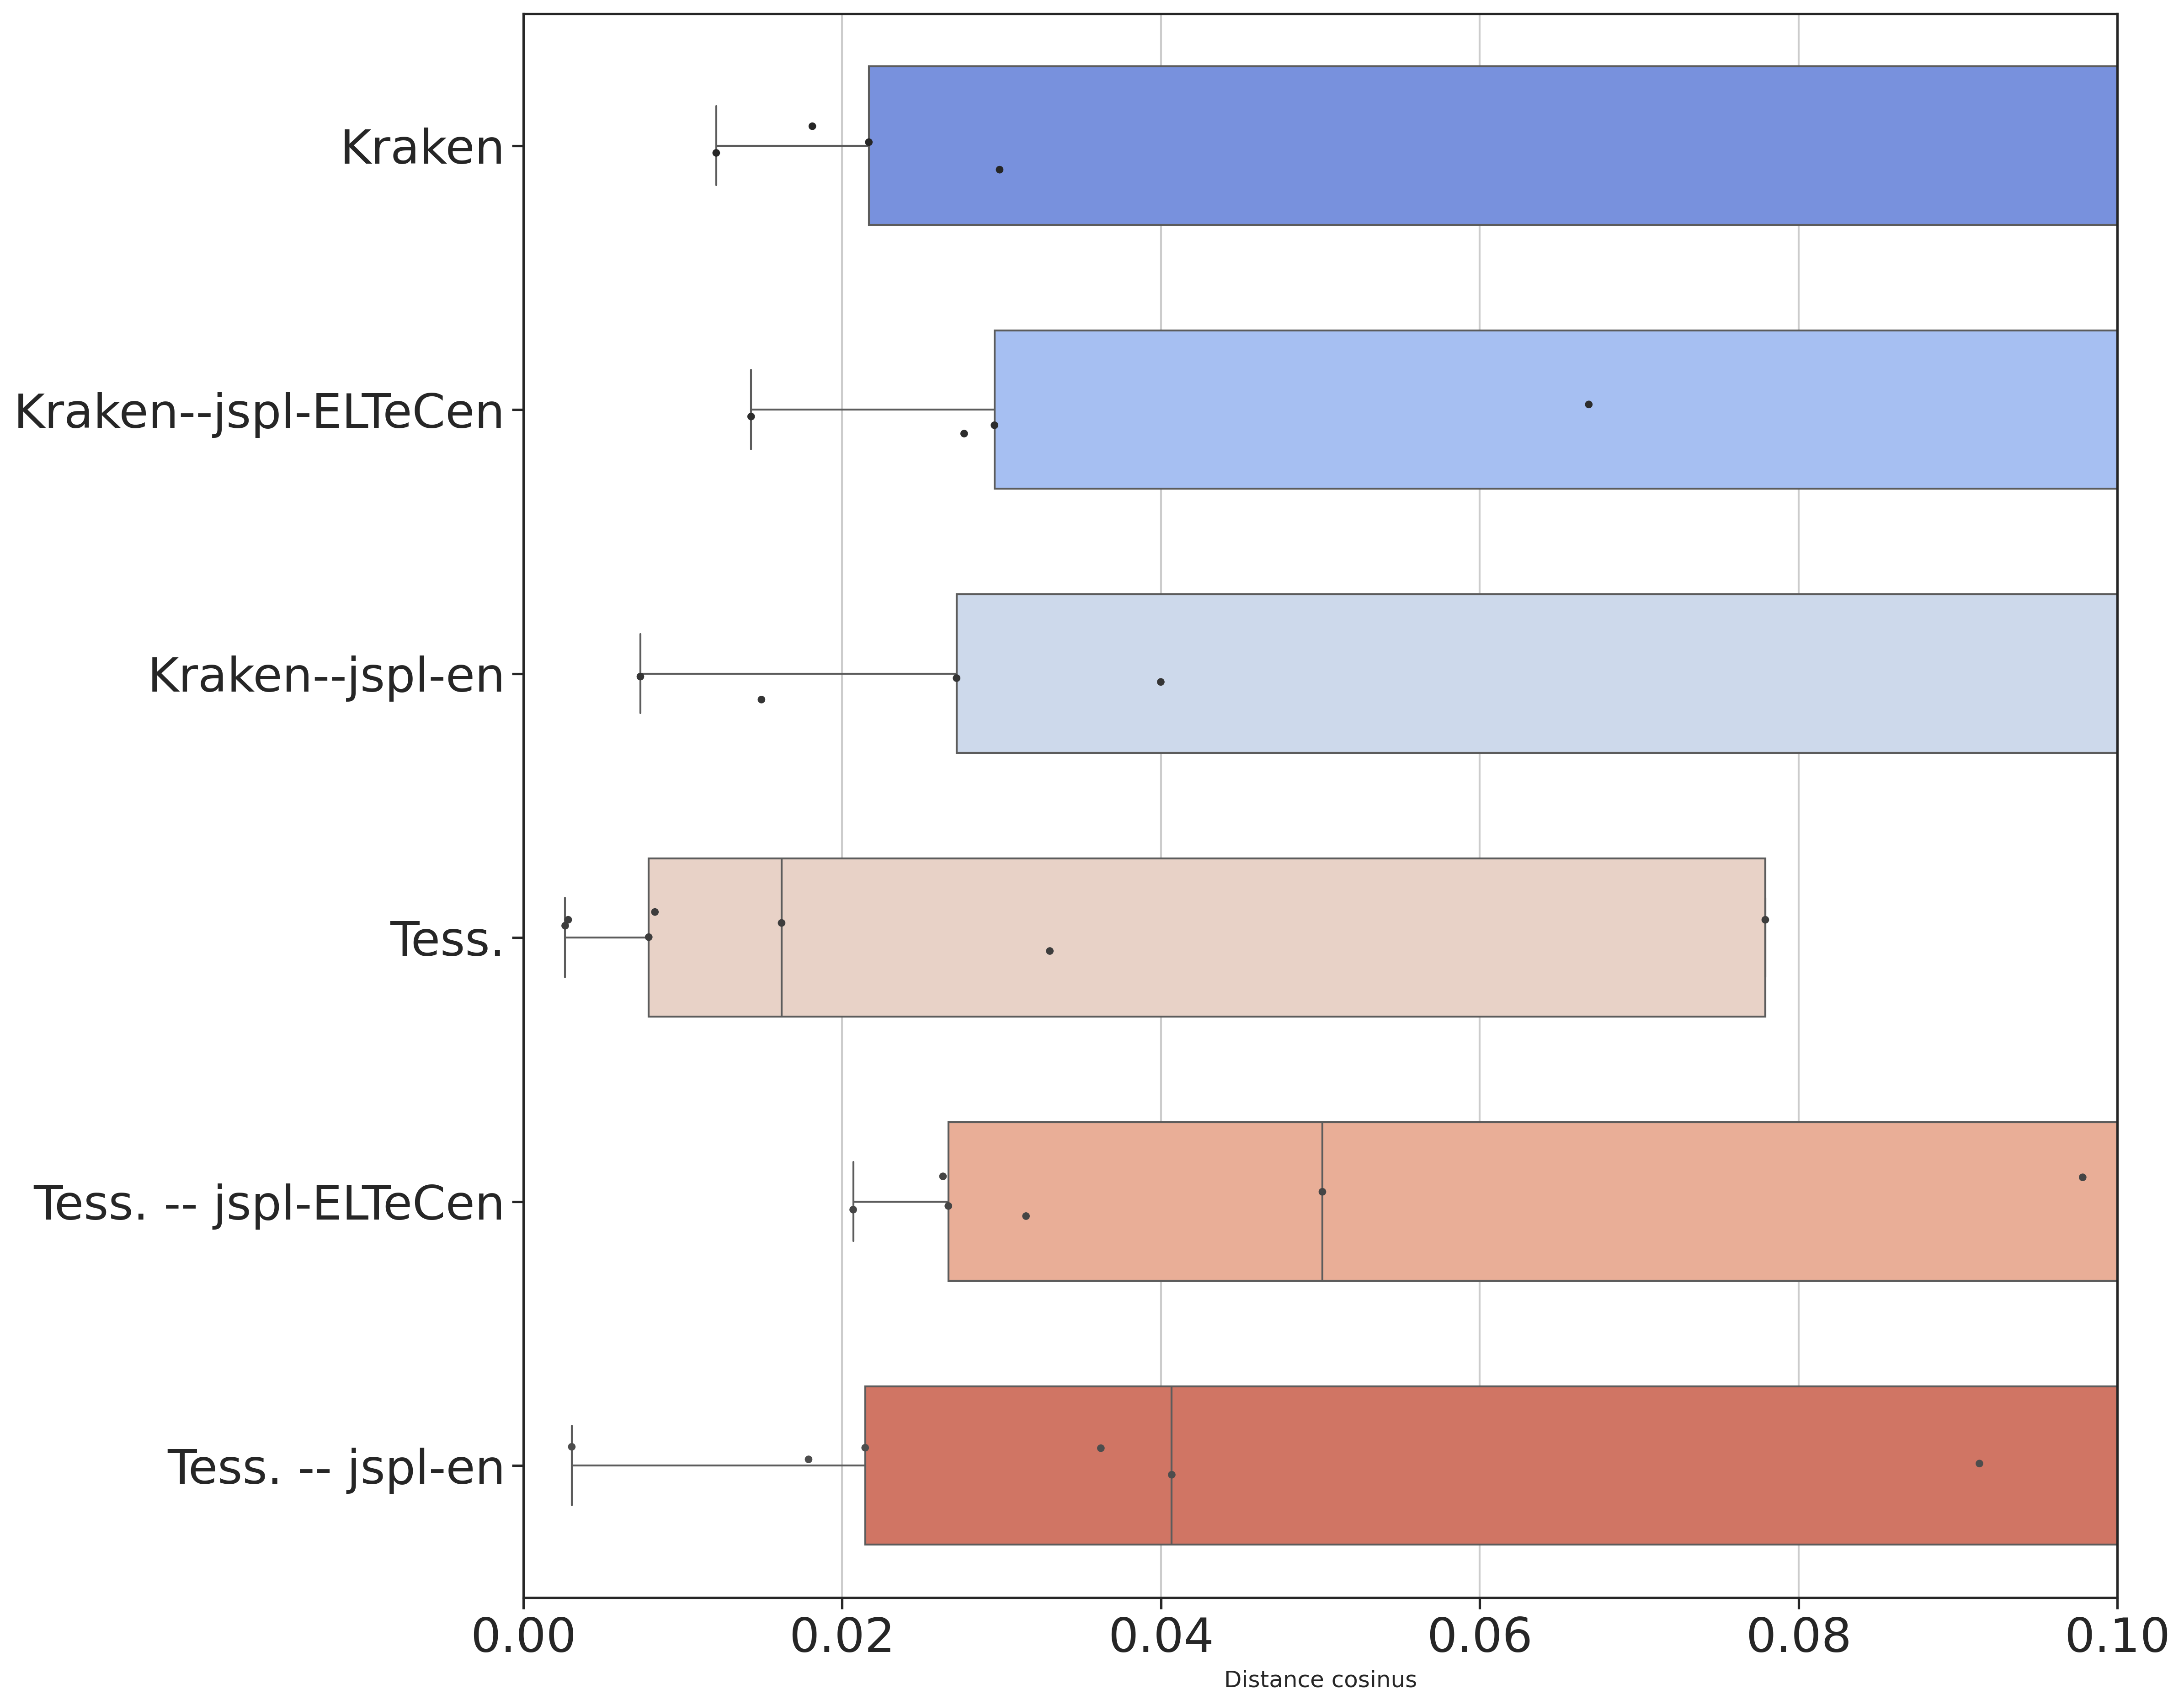 Kraken
Kraken--jspl-ELTeCen
Kraken--jspl-en
Tess.
Tess. -- jspl-ELTeCen
Tess. -- jspl-en
0.00 0.02 0.04 0.06 0.08 0.10
Distance cosinus